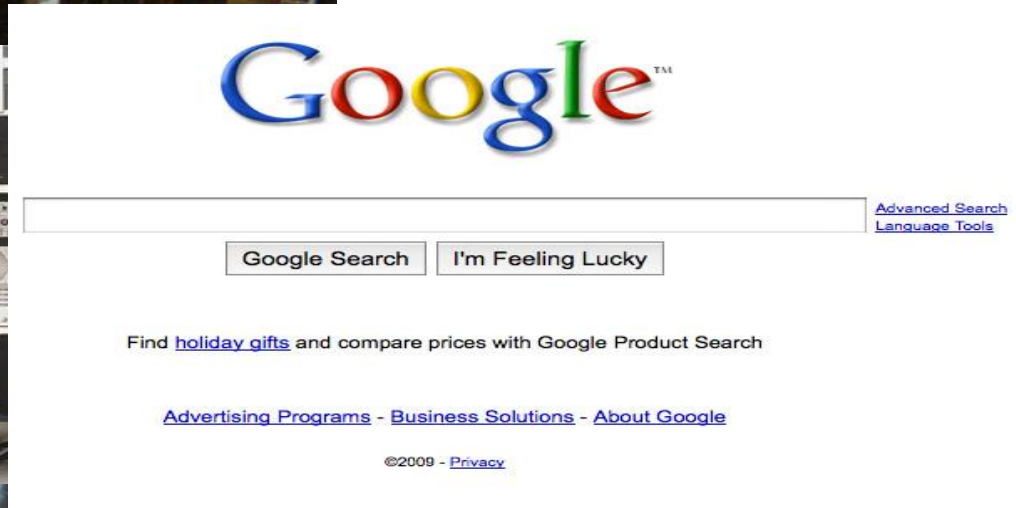 Google™
Advanced Search
Language Tools
Google Search I'm Feeling Lucky
Find holiday gifts and compare prices with Google Product Search
Advertising Programs - Business Solutions - About Google
©2009 - Privacy